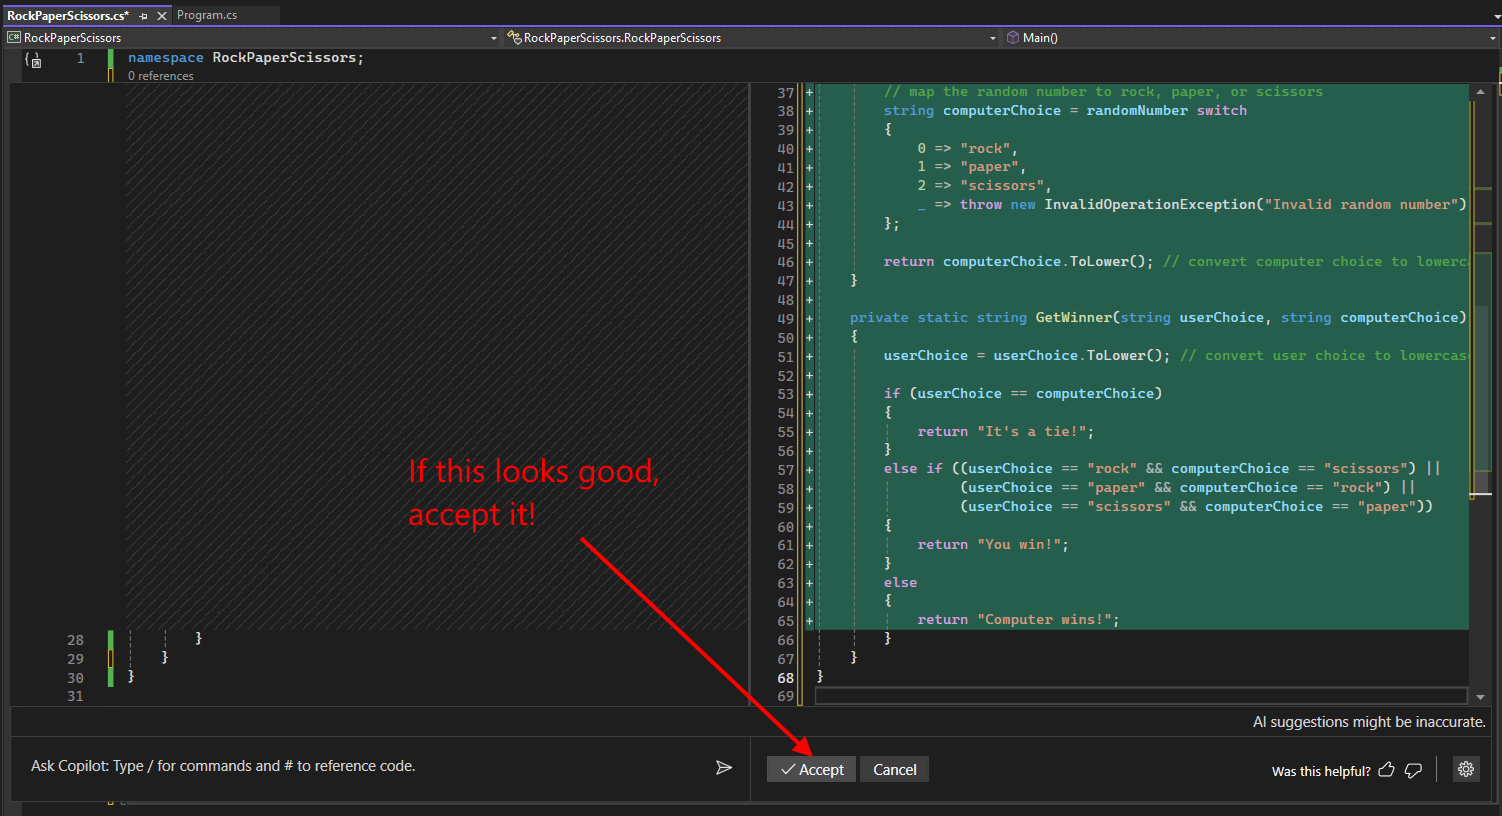 RockPaperScissors.cs*
Program.cs
C# RockPaperScissors
RockPaperScissors.RockPaperScissors
Main()
1 namespace RockPaperScissors;
0 references
28 }
29 }
30 }
31
37 + // map the random number to rock, paper, or scissors
38 + string computerChoice = randomNumber switch
39 + {
40 + 0 => "rock",
41 + 1 => "paper",
42 + 2 => "scissors",
43 + _ => throw new InvalidOperationException("Invalid random number")
44 + };
45 +
46 + return computerChoice.ToLower(); // convert computer choice to lowerca
47 + }
48 +
49 + private static string GetWinner(string userChoice, string computerChoice)
50 + {
51 + userChoice = userChoice.ToLower(); // convert user choice to lowercase
52 +
53 + if (userChoice == computerChoice)
54 + {
55 + return "It's a tie!";
56 + }
57 + else if ((userChoice == "rock" && computerChoice == "scissors") ||
58 + (userChoice == "paper" && computerChoice == "rock") ||
59 + (userChoice == "scissors" && computerChoice == "paper"))
60 + {
61 + return "You win!";
62 + }
63 + else
64 + {
65 + return "Computer wins!";
66 }
67 }
68 }
69
If this looks good,
accept it!
AI suggestions might be inaccurate.
Ask Copilot: Type / for commands and # to reference code.
Accept
Cancel
Was this helpful?